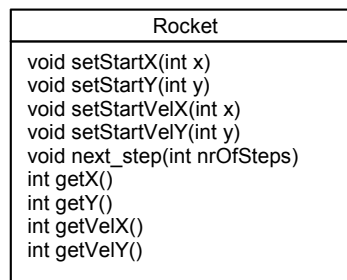 Rocket
void setStartX(int x)
void setStartY(int y)
void setStartVelX(int x)
void setStartVelY(int y)
void next_step(int nrOfSteps)
int getX()
int getY()
int getVelX()
int getVelY()